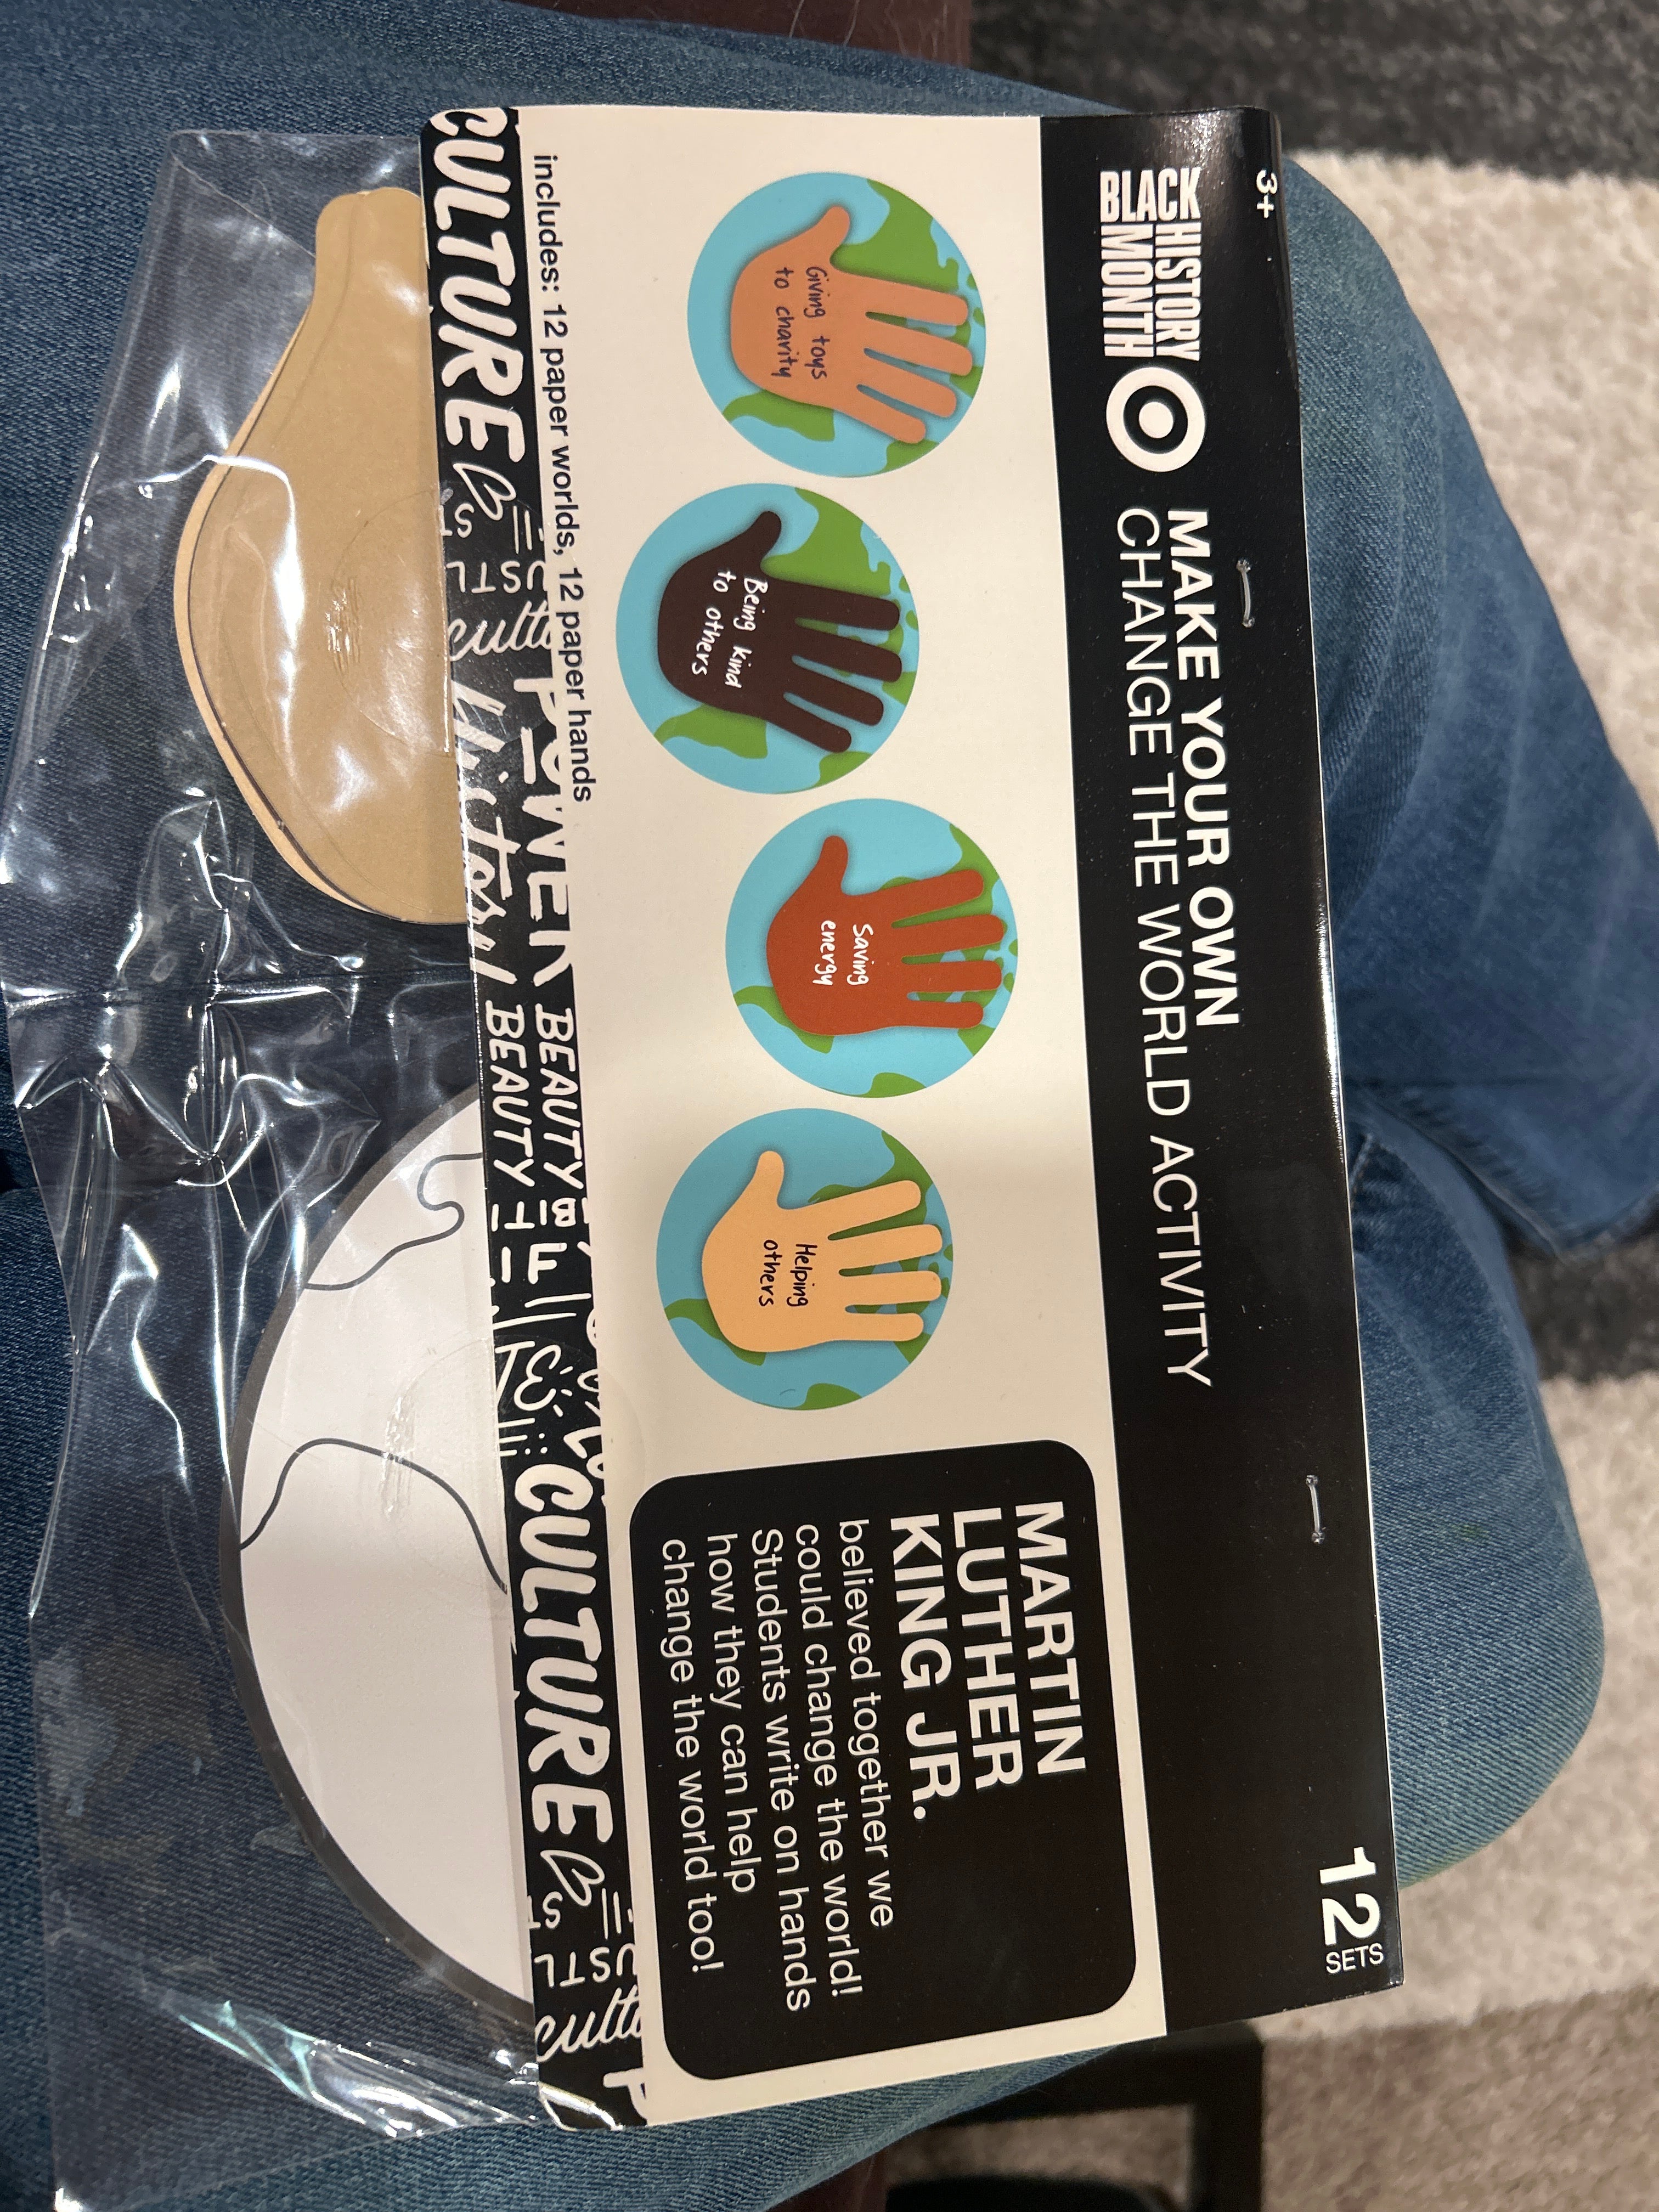 3+
BLACK HISTORY
MONTH
MAKE YOUR OWN
CHANGE THE WORLD ACTIVITY
12
SETS
Giving toys
to charity
Being kind
to others
Saving
energy
Helping
others
MARTIN
LUTHER
KING JR.
believed together we
could change the world!
Students write on hands
how they can help
change the world too!
includes: 12 paper worlds, 12 paper hands
CULTURE
POWER
BEAUTY
history
BEAUTY
CULTURE